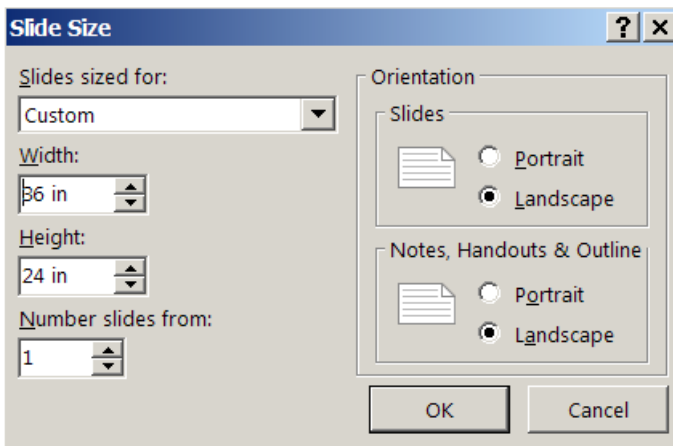 Slide Size
Slides sized for:
Custom
Width:
36 in
Height:
24 in
Number slides from:
1
Orientation
Slides
Portrait
Landscape
Notes, Handouts & Outline
Portrait
Landscape
OK
Cancel